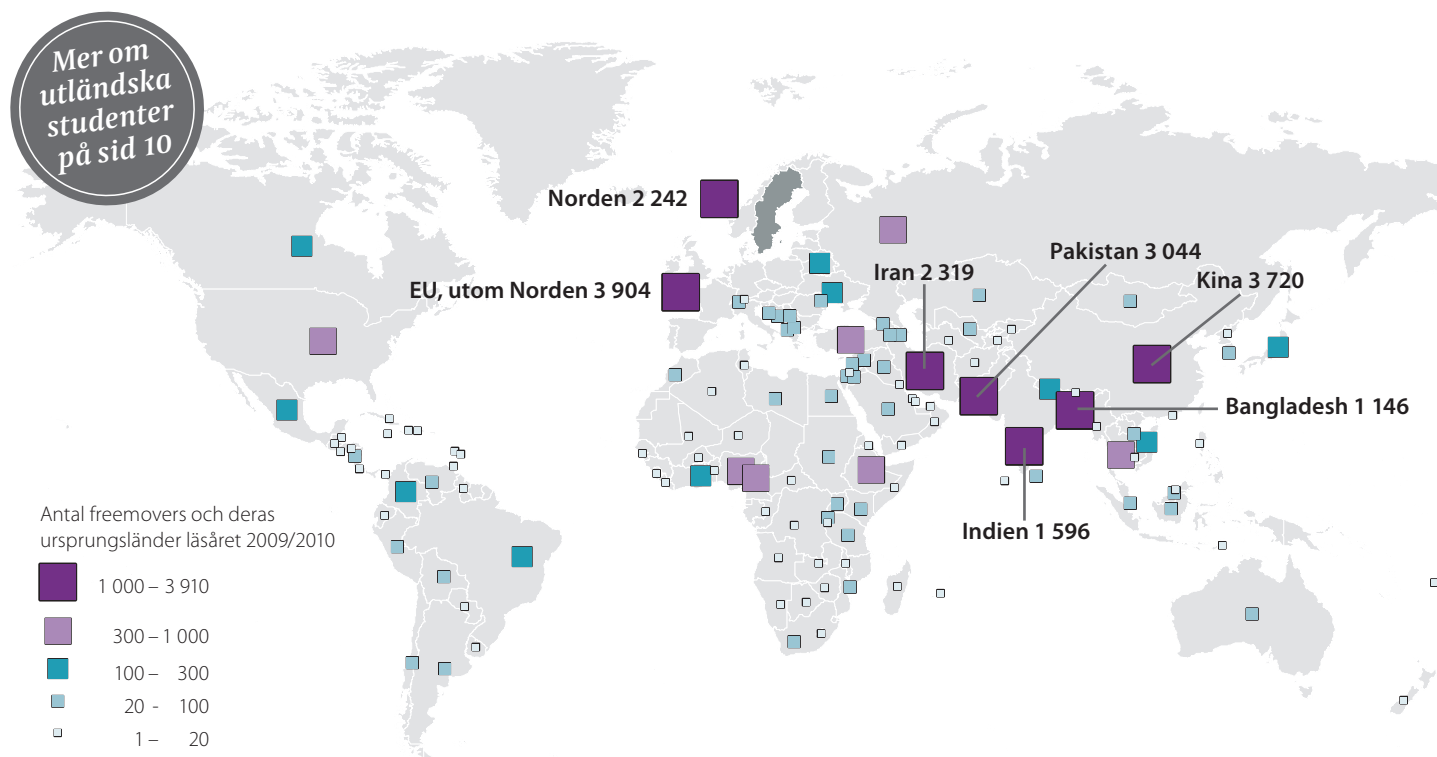 Mer om
utländska
studenter
på sid 10
Norden 2 242
EU, utom Norden 3 904
Iran 2 319
Pakistan 3 044
Kina 3 720
Bangladesh 1 146
Indien 1 596
Antal freemovers och deras
ursprungsländer läsåret 2009/2010
1 000 – 3 910
300 – 1 000
100 – 300
20 - 100
1 – 20